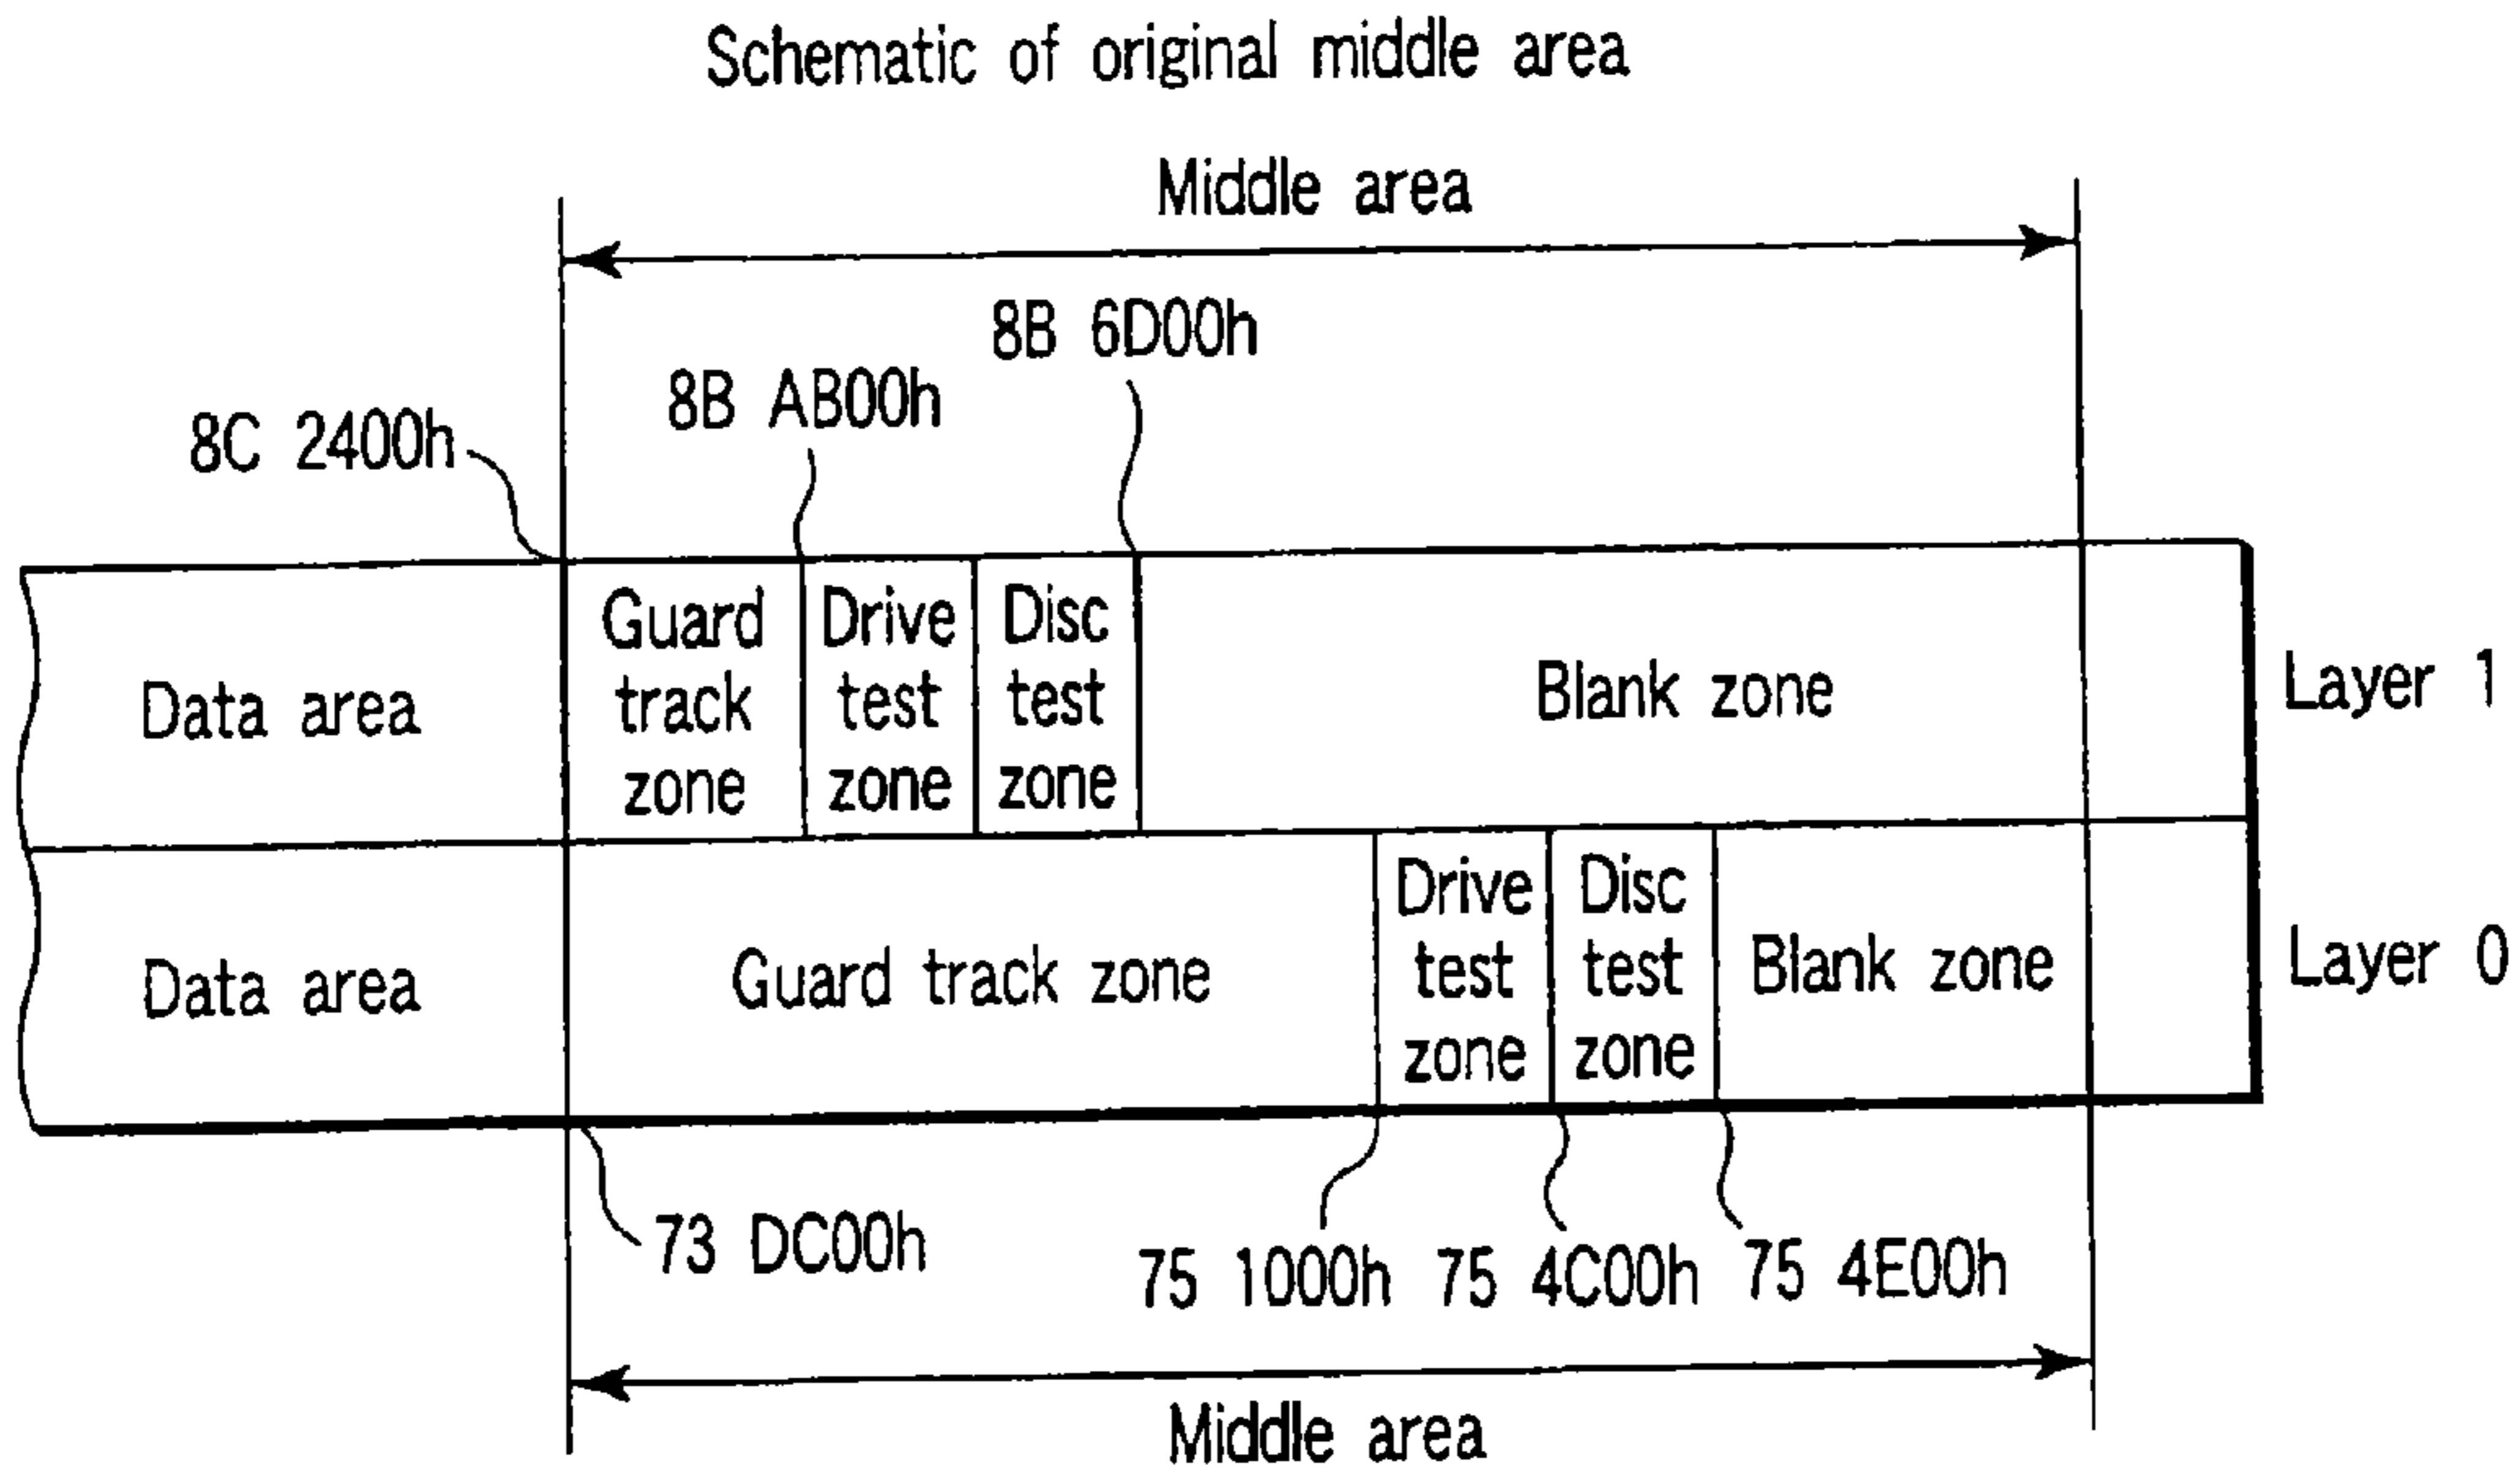 Schematic of original middle area
Middle area
8B 6D00h
8B AB00h
8C 2400h
Guard
track
zone
Drive
test
zone
Disc
test
zone
Data area
Blank zone
Layer 1
Data area
Guard track zone
Drive
test
zone
Disc
test
zone
Blank zone
Layer 0
73 DC00h
75 1000h
75 4C00h
75 4E00h
Middle area